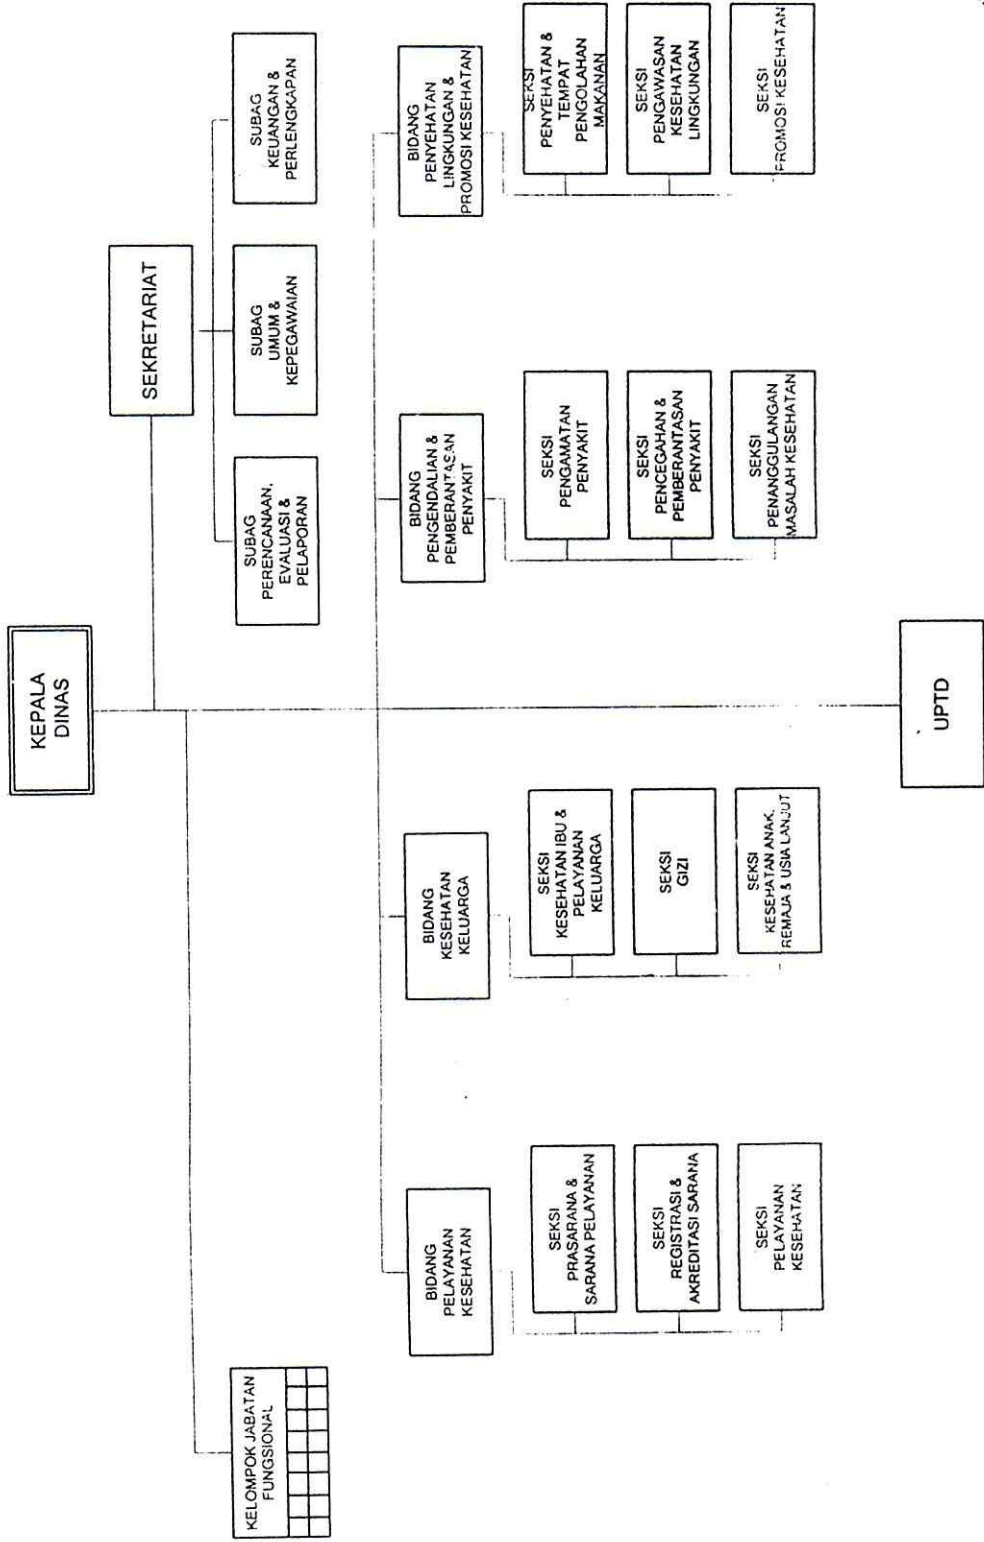 KEPALA
DINAS
SEKRETARIAT
SUBAG
PERENCANAAN,
EVALUASI &
PELAPORAN
SUBAG
UMUM &
KEPEGAWAIAN
SUBAG
KEUANGAN &
PERLENGKAPAN
KELOMPOK JABATAN
FUNGSIONAL
BIDANG
PELAYANAN
KESEHATAN
SEKSI
PRASARANA &
SARANA PELAYANAN
SEKSI
REGISTRASI &
AKREDITASI SARANA
SEKSI
PELAYANAN
KESEHATAN
BIDANG
KESEHATAN
KELUARGA
SEKSI
KESEHATAN IBU &
PELAYANAN
KELUARGA
SEKSI
GIZI
SEKSI
KESEHATAN ANAK,
REMAJA & USIA LANJUT
BIDANG
PENGENDALIAN &
PEMBERANTASAN
PENYAKIT
SEKSI
PENGAMATAN
PENYAKIT
SEKSI
PENCEGAHAN &
PEMBERANTASAN
PENYAKIT
SEKSI
PENANGGULANGAN
MASALAH KESEHATAN
BIDANG
PENYEHATAN
LINGKUNGAN &
PROMOSI KESEHATAN
SEKSI
PENYEHATAN &
TEMPAT
PENGOLAHAN
MAKANAN
SEKSI
PENGAWASAN
KESEHATAN
LINGKUNGAN
SEKSI
PROMOSI KESEHATAN
UPTD